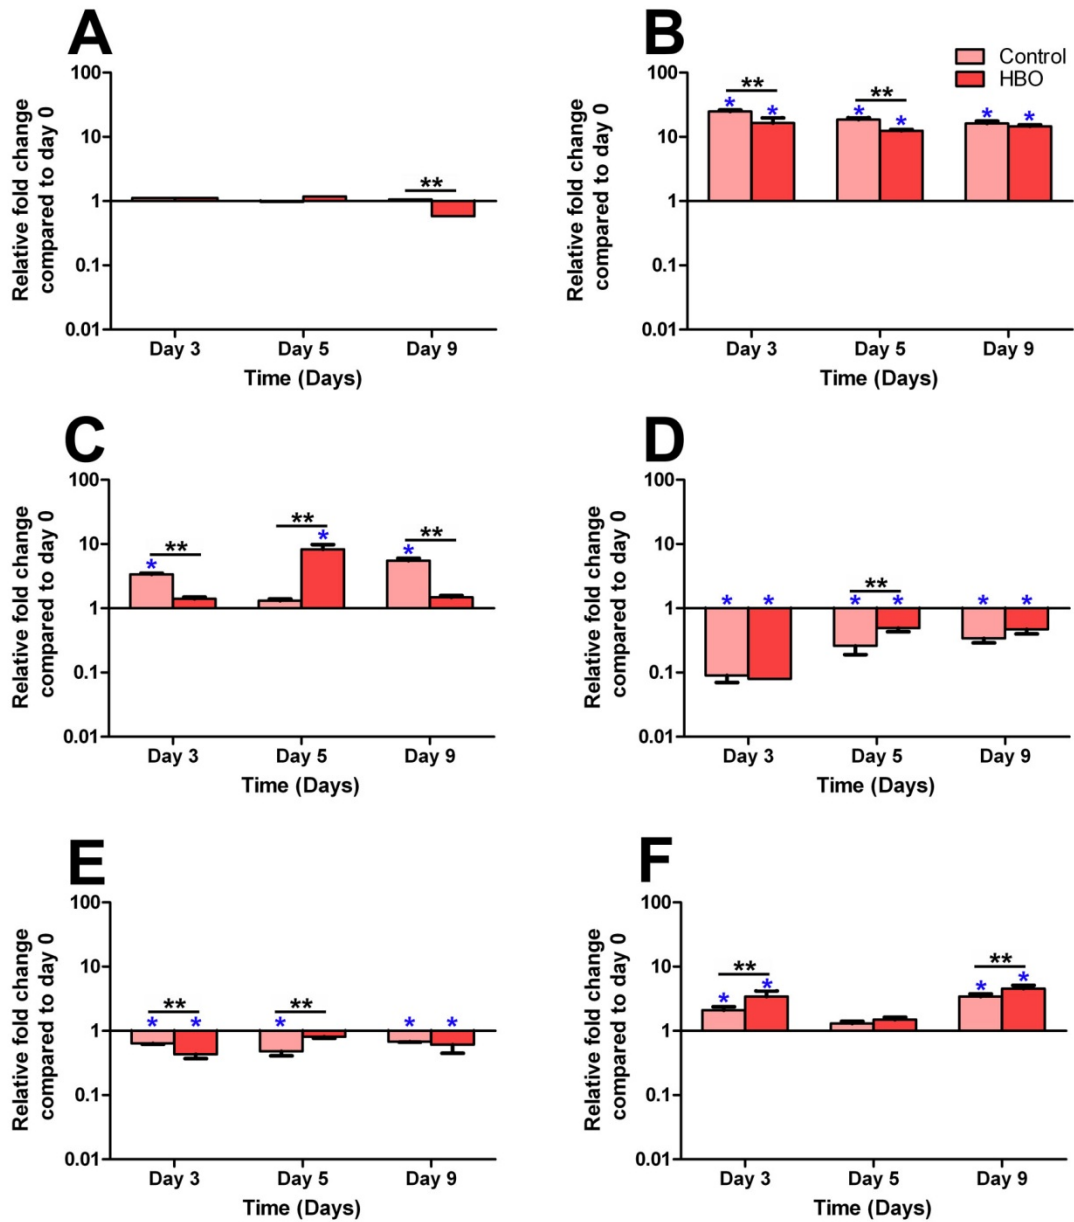 A
Relative fold change
compared to day 0
100
10
1
0.1
0.01
**
Day 3
Day 5
Day 9
Time (Days)
B
Control
HBO
Relative fold change
compared to day 0
100
10
1
0.1
0.01
** **
* * * * * *
Day 3
Day 5
Day 9
Time (Days)
C
Relative fold change
compared to day 0
100
10
1
0.1
0.01
** ** **
* * *
Day 3
Day 5
Day 9
Time (Days)
D
Relative fold change
compared to day 0
100
10
1
0.1
0.01
**
* * * * * *
Day 3
Day 5
Day 9
Time (Days)
E
Relative fold change
compared to day 0
100
10
1
0.1
0.01
** **
* * * * *
Day 3
Day 5
Day 9
Time (Days)
F
Relative fold change
compared to day 0
100
10
1
0.1
0.01
** **
* * * *
Day 3
Day 5
Day 9
Time (Days)